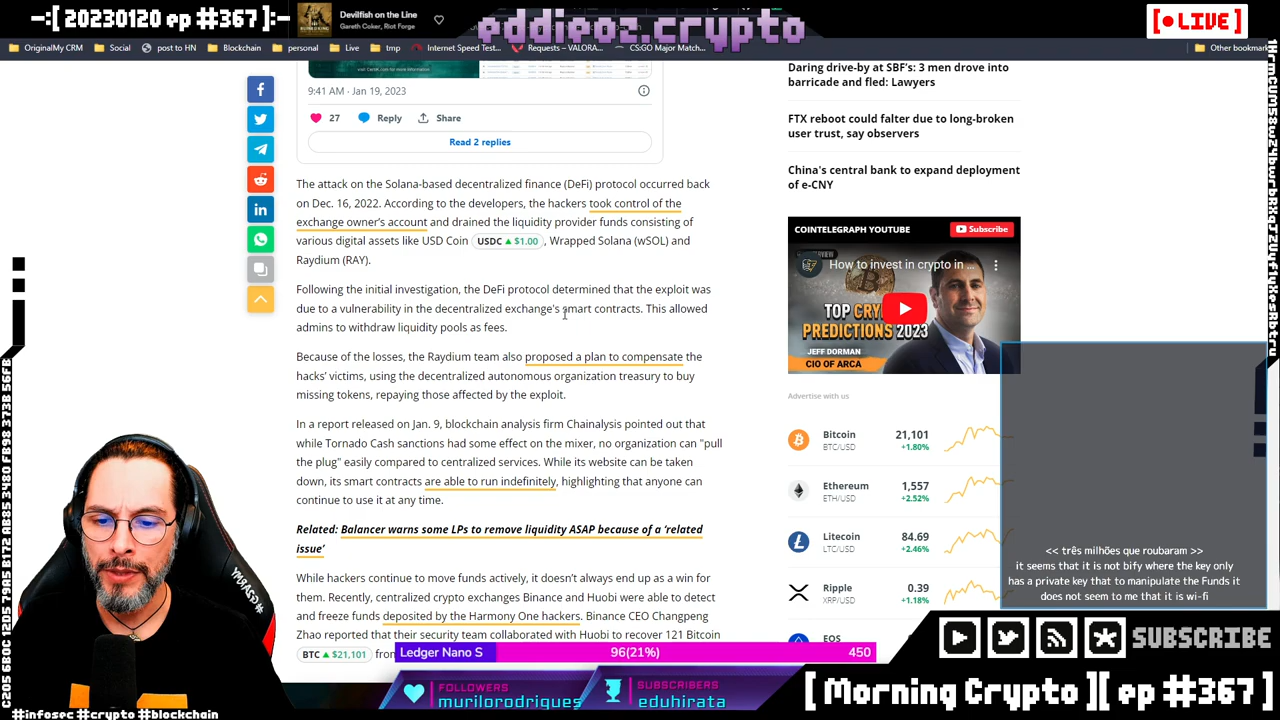 -:[ 20230120 ep #367 ]:-
Devilfish on the Line
Gareth Coker, Riot Forge
eddieoz.crypto
[ LIVE ]
OriginalMy CRM
Social
post to HN
Blockchain
personal
Live
tmp
Internet Speed Test...
Requests – VALORA...
CS:GO Major Match...
Other bookmar
9:41 AM · Jan 19, 2023
27 Reply Share
Read 2 replies
The attack on the Solana-based decentralized finance (DeFi) protocol occurred back
on Dec. 16, 2022. According to the developers, the hackers took control of the
exchange owner’s account and drained the liquidity provider funds consisting of
various digital assets like USD Coin USDC ▲ $1.00 , Wrapped Solana (wSOL) and
Raydium (RAY).
Following the initial investigation, the DeFi protocol determined that the exploit was
due to a vulnerability in the decentralized exchange's smart contracts. This allowed
admins to withdraw liquidity pools as fees.
Because of the losses, the Raydium team also proposed a plan to compensate the
hacks’ victims, using the decentralized autonomous organization treasury to buy
missing tokens, repaying those affected by the exploit.
In a report released on Jan. 9, blockchain analysis firm Chainalysis pointed out that
while Tornado Cash sanctions had some effect on the mixer, no organization can "pull
the plug" easily compared to centralized services. While its website can be taken
down, its smart contracts are able to run indefinitely, highlighting that anyone can
continue to use it at any time.
Related: Balancer warns some LPs to remove liquidity ASAP because of a ‘related
issue’
While hackers continue to move funds actively, it doesn’t always end up as a win for
them. Recently, centralized crypto exchanges Binance and Huobi were able to detect
and freeze funds deposited by the Harmony One hackers. Binance CEO Changpeng
Zhao reported that their security team collaborated with Huobi to recover 121 Bitcoin
BTC ▲ $21,101 from
Daring drive-by at SBF’s: 3 men drove into
barricade and fled: Lawyers
FTX reboot could falter due to long-broken
user trust, say observers
China's central bank to expand deployment
of e-CNY
COINTELEGRAPH YOUTUBE
Subscribe
How to invest in crypto in ...
TOP CRY
PREDICTIONS 2023
JEFF DORMAN
CIO OF ARCA
Advertise with us
Bitcoin 21,101
BTC/USD +1.80%
Ethereum 1,557
ETH/USD +2.52%
Litecoin 84.69
LTC/USD +2.46%
Ripple 0.39
XRP/USD +1.18%
EOS
<< três milhões que roubaram >>
it seems that it is not bify where the key only
has a private key that to manipulate the Funds it
does not seem to me that it is wi-fi
Ledger Nano S 96(21%) 450
FOLLOWERS
murilorodrigues
SUBSCRIBERS
eduhirata
SUBSCRIBE
[ Morning Crypto ][ ep #367 ]
#infosec #crypto #blockchain